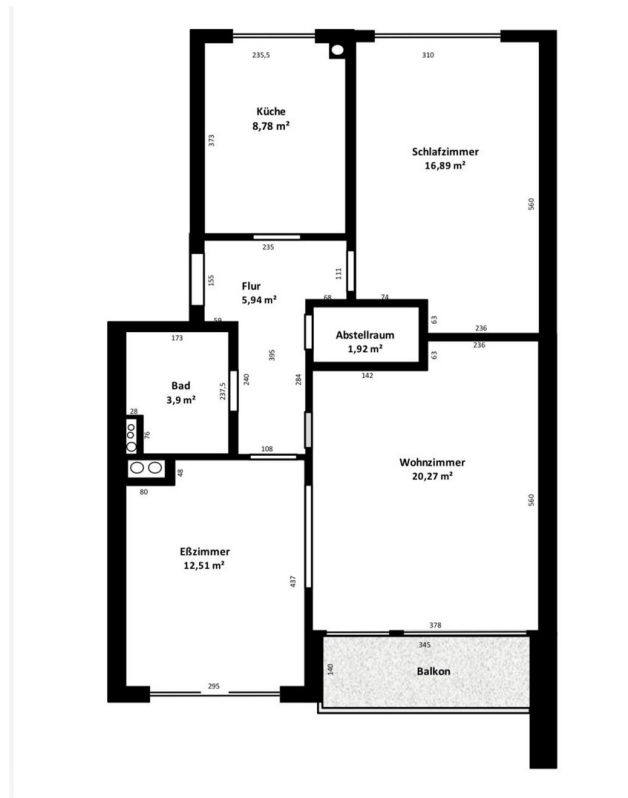 235,5
310
Küche
8,78 m²
373
Schlafzimmer
16,89 m²
560
235
155
Flur
5,94 m²
111
68
74
59
63
236
173
Abstellraum
1,92 m²
395
63
236
142
Bad
3,9 m²
237,5
240
284
28
76
108
48
80
Wohnzimmer
20,27 m²
560
Eßzimmer
12,51 m²
437
378
345
140
Balkon
295